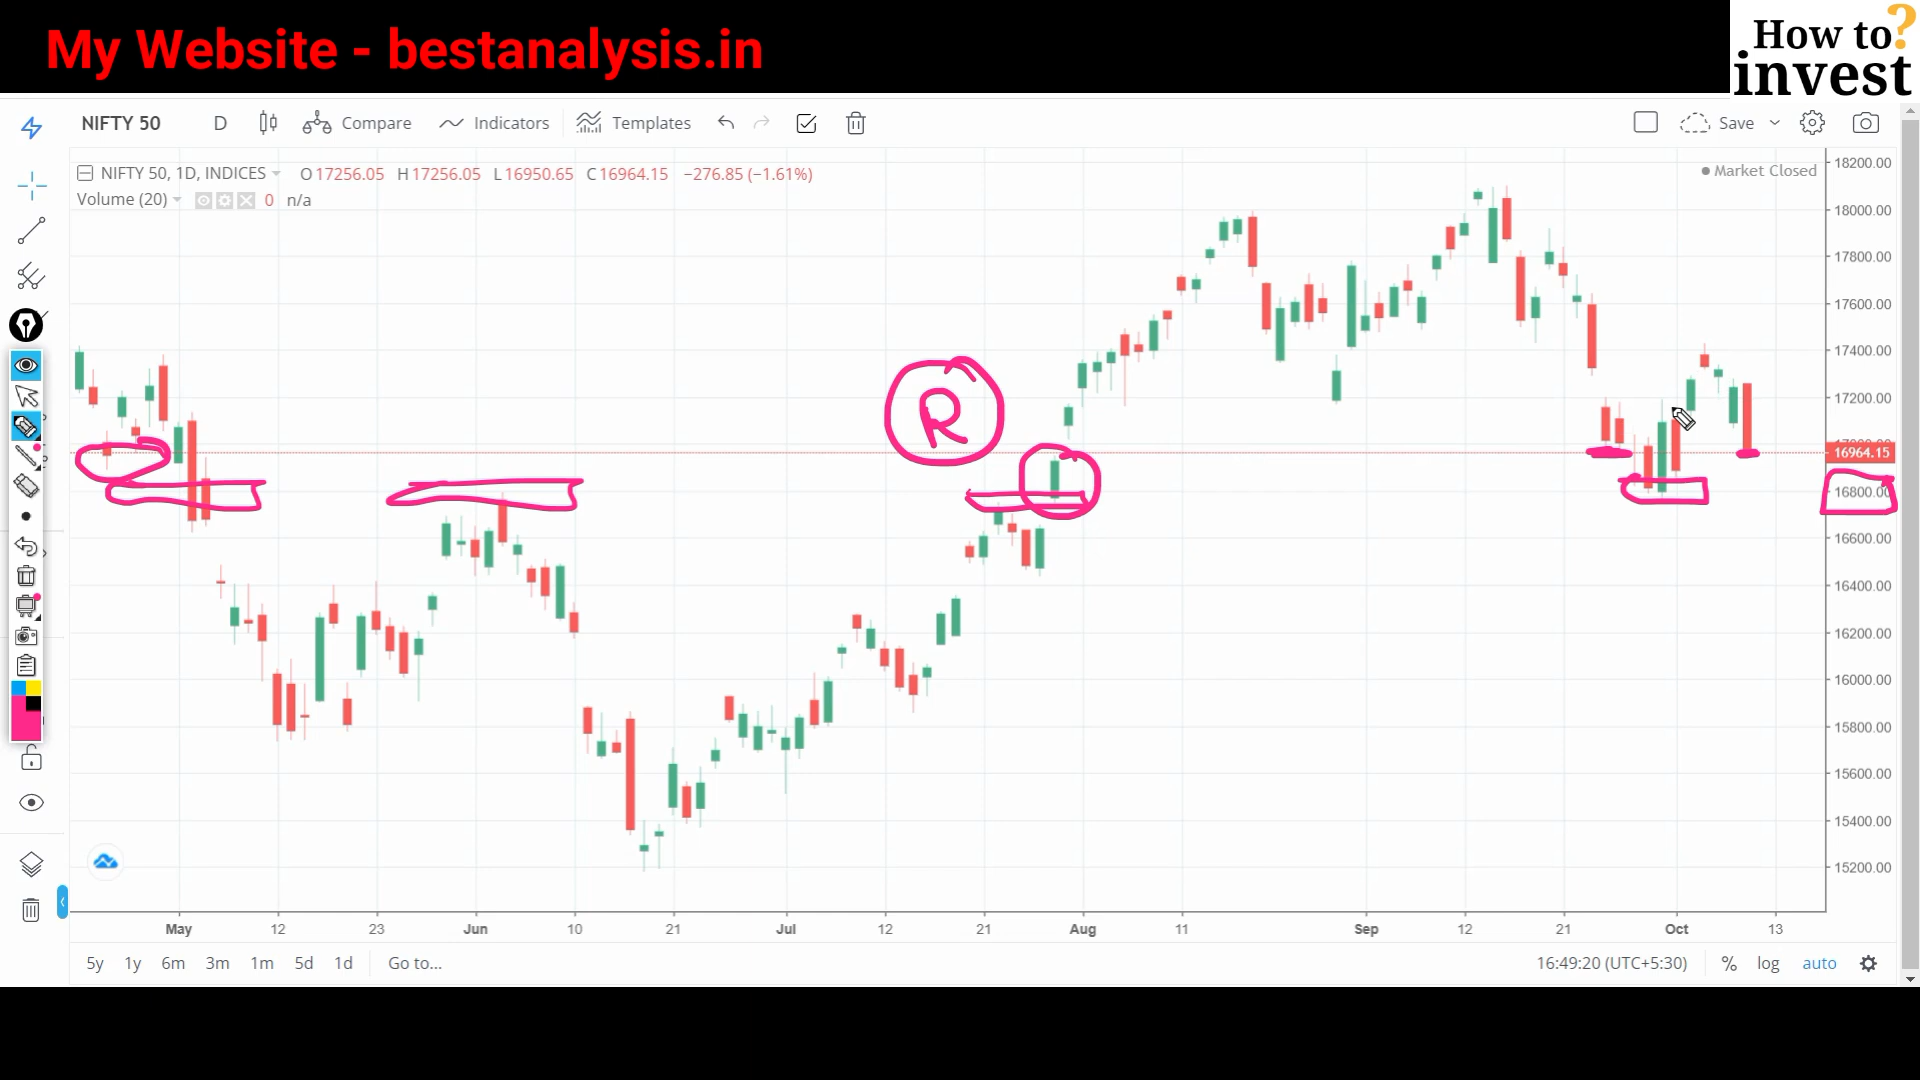 My Website - bestanalysis.in
How to?
invest
NIFTY 50 D Compare Indicators Templates Save
NIFTY 50, 1D, INDICES O17256.05 H17256.05 L16950.65 C16964.15 −276.85 (−1.61%)
Market Closed
Volume (20) 0 n/a
18200.00
18000.00
17800.00
17600.00
17400.00
17200.00
R
16964.15
16800.00
16600.00
16400.00
16200.00
16000.00
15800.00
15600.00
15400.00
15200.00
May 12 23 Jun 10 21 Jul 12 21 Aug 11 Sep 12 21 Oct 13
5y 1y 6m 3m 1m 5d 1d Go to... 16:49:20 (UTC+5:30) % log auto